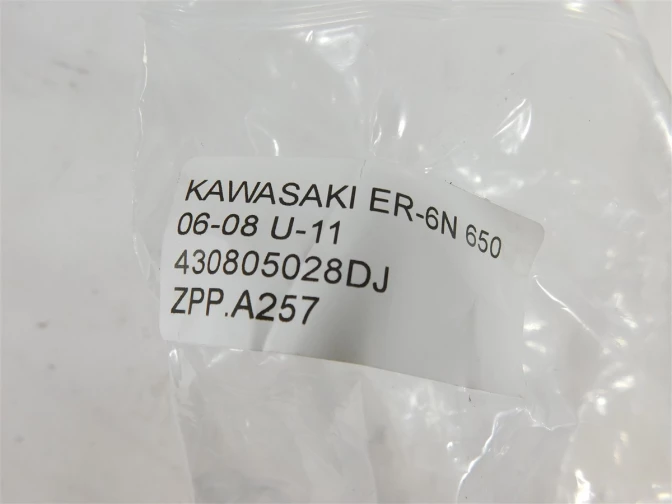 KAWASAKI ER-6N 650
06-08 U-11
430805028DJ
ZPP.A257